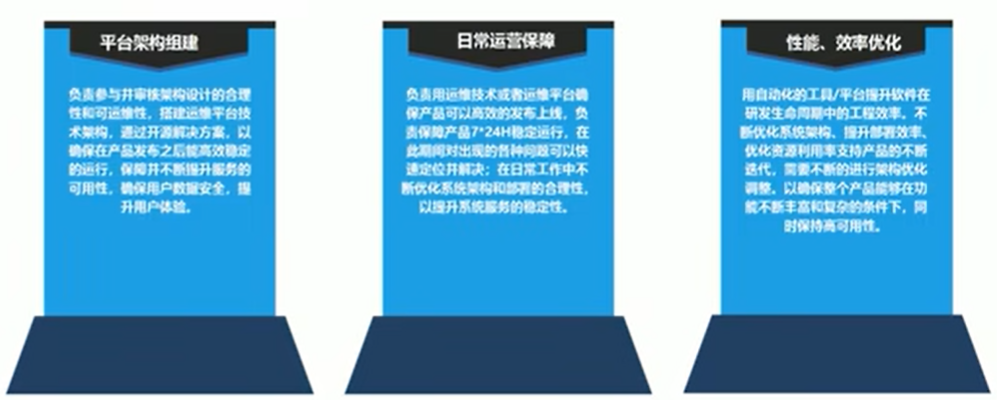 平台架构组建
负责参与并审核架构设计的合理
性和可运维性，搭建运维平台技
术架构，通过开源解决方案，以
确保在产品发布之后能高效稳定
的运行，保障并不断提升服务的
可用性，确保用户数据安全，提
升用户体验。
日常运营保障
负责用运维技术或者运维平台确
保产品可以高效的发布上线，负
责保障产品7*24H稳定运行，在
此期间对出现的各种问题可以快
速定位并解决；在日常工作中不
断优化系统架构和部署的合理性，
以提升系统服务的稳定性。
性能、效率优化
用自动化的工具/平台提升软件在
研发生命周期中的工程效率。不
断优化系统架构、提升部署效率、
优化资源利用率支持产品的不断
迭代，需要不断的进行架构优化
调整。以确保整个产品能够在功
能不断丰富和复杂的条件下，同
时保持高可用性。